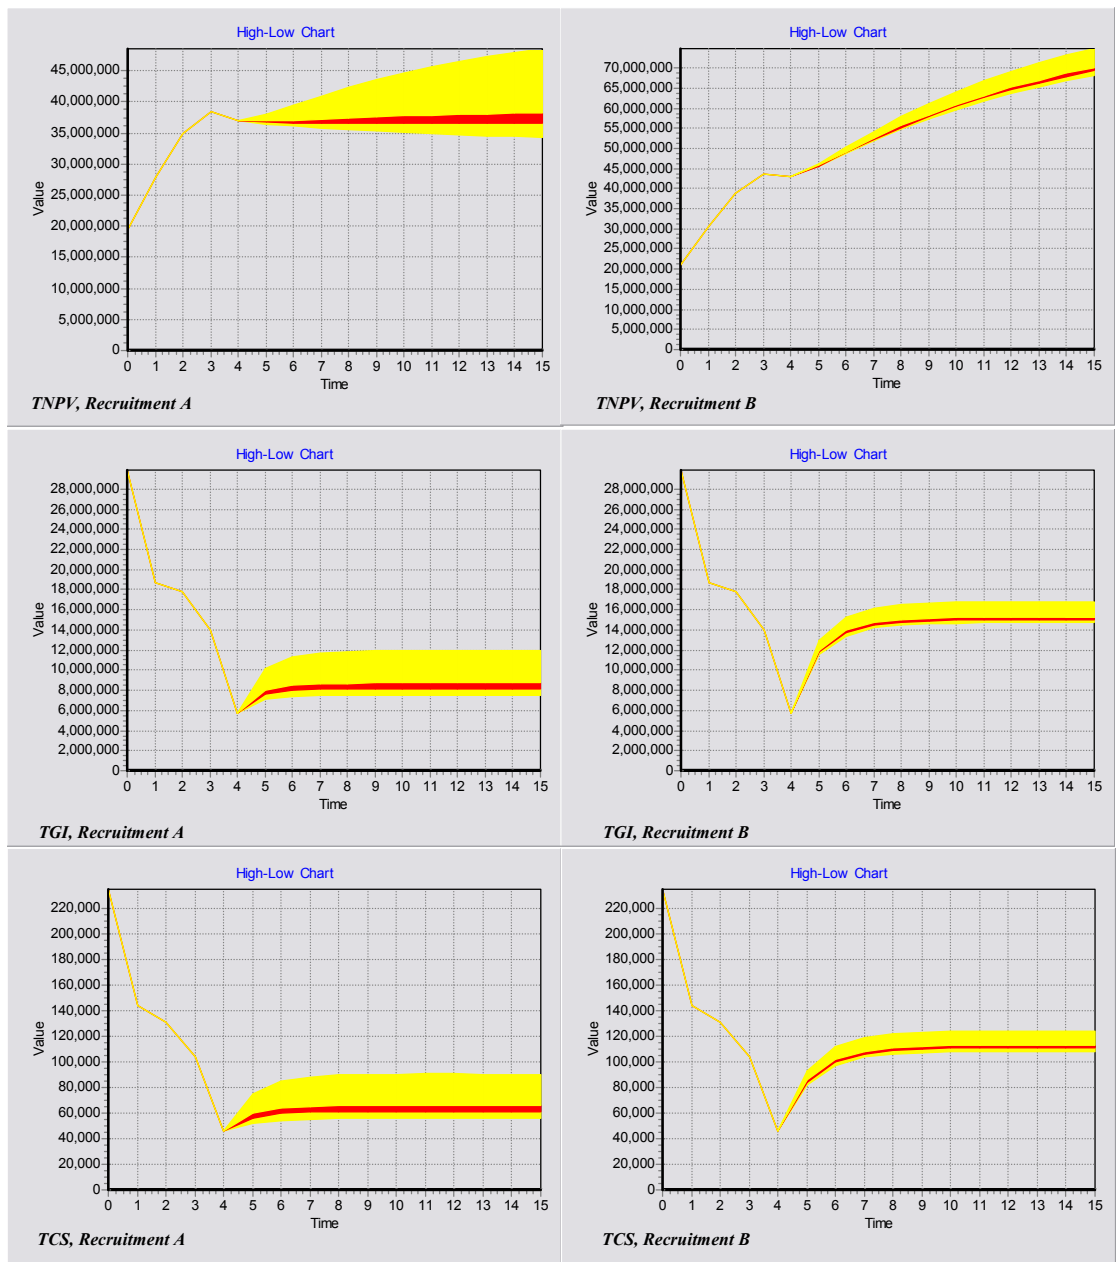 High-Low Chart
Value
45,000,000
40,000,000
35,000,000
30,000,000
25,000,000
20,000,000
15,000,000
10,000,000
5,000,000
0
0 1 2 3 4 5 6 7 8 9 10 11 12 13 14 15
Time
TNPV, Recruitment A
High-Low Chart
Value
70,000,000
65,000,000
60,000,000
55,000,000
50,000,000
45,000,000
40,000,000
35,000,000
30,000,000
25,000,000
20,000,000
15,000,000
10,000,000
5,000,000
0
0 1 2 3 4 5 6 7 8 9 10 11 12 13 14 15
Time
TNPV, Recruitment B
High-Low Chart
Value
28,000,000
26,000,000
24,000,000
22,000,000
20,000,000
18,000,000
16,000,000
14,000,000
12,000,000
10,000,000
8,000,000
6,000,000
4,000,000
2,000,000
0
0 1 2 3 4 5 6 7 8 9 10 11 12 13 14 15
Time
TGI, Recruitment A
High-Low Chart
Value
28,000,000
26,000,000
24,000,000
22,000,000
20,000,000
18,000,000
16,000,000
14,000,000
12,000,000
10,000,000
8,000,000
6,000,000
4,000,000
2,000,000
0
0 1 2 3 4 5 6 7 8 9 10 11 12 13 14 15
Time
TGI, Recruitment B
High-Low Chart
Value
220,000
200,000
180,000
160,000
140,000
120,000
100,000
80,000
60,000
40,000
20,000
0
0 1 2 3 4 5 6 7 8 9 10 11 12 13 14 15
Time
TCS, Recruitment A
High-Low Chart
Value
220,000
200,000
180,000
160,000
140,000
120,000
100,000
80,000
60,000
40,000
20,000
0
0 1 2 3 4 5 6 7 8 9 10 11 12 13 14 15
Time
TCS, Recruitment B